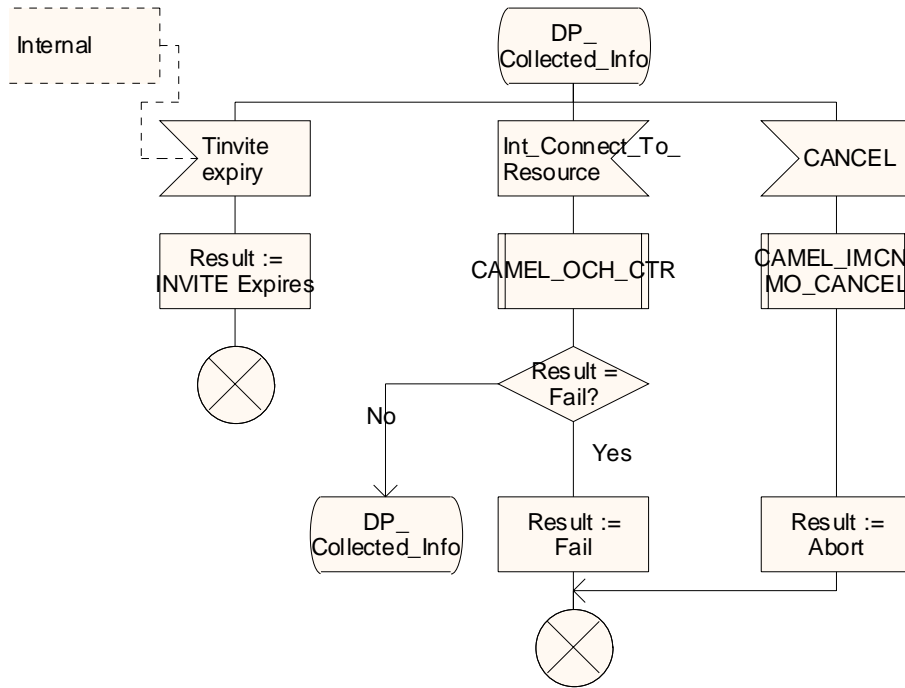 Internal
DP_
Collected_Info
Tinvite
expiry
Int_Connect_To_
Resource
CANCEL
Result :=
INVITE Expires
CAMEL_OCH_CTR
CAMEL_IMCN
MO_CANCEL
Result =
Fail?
No
Yes
DP_
Collected_Info
Result :=
Fail
Result :=
Abort